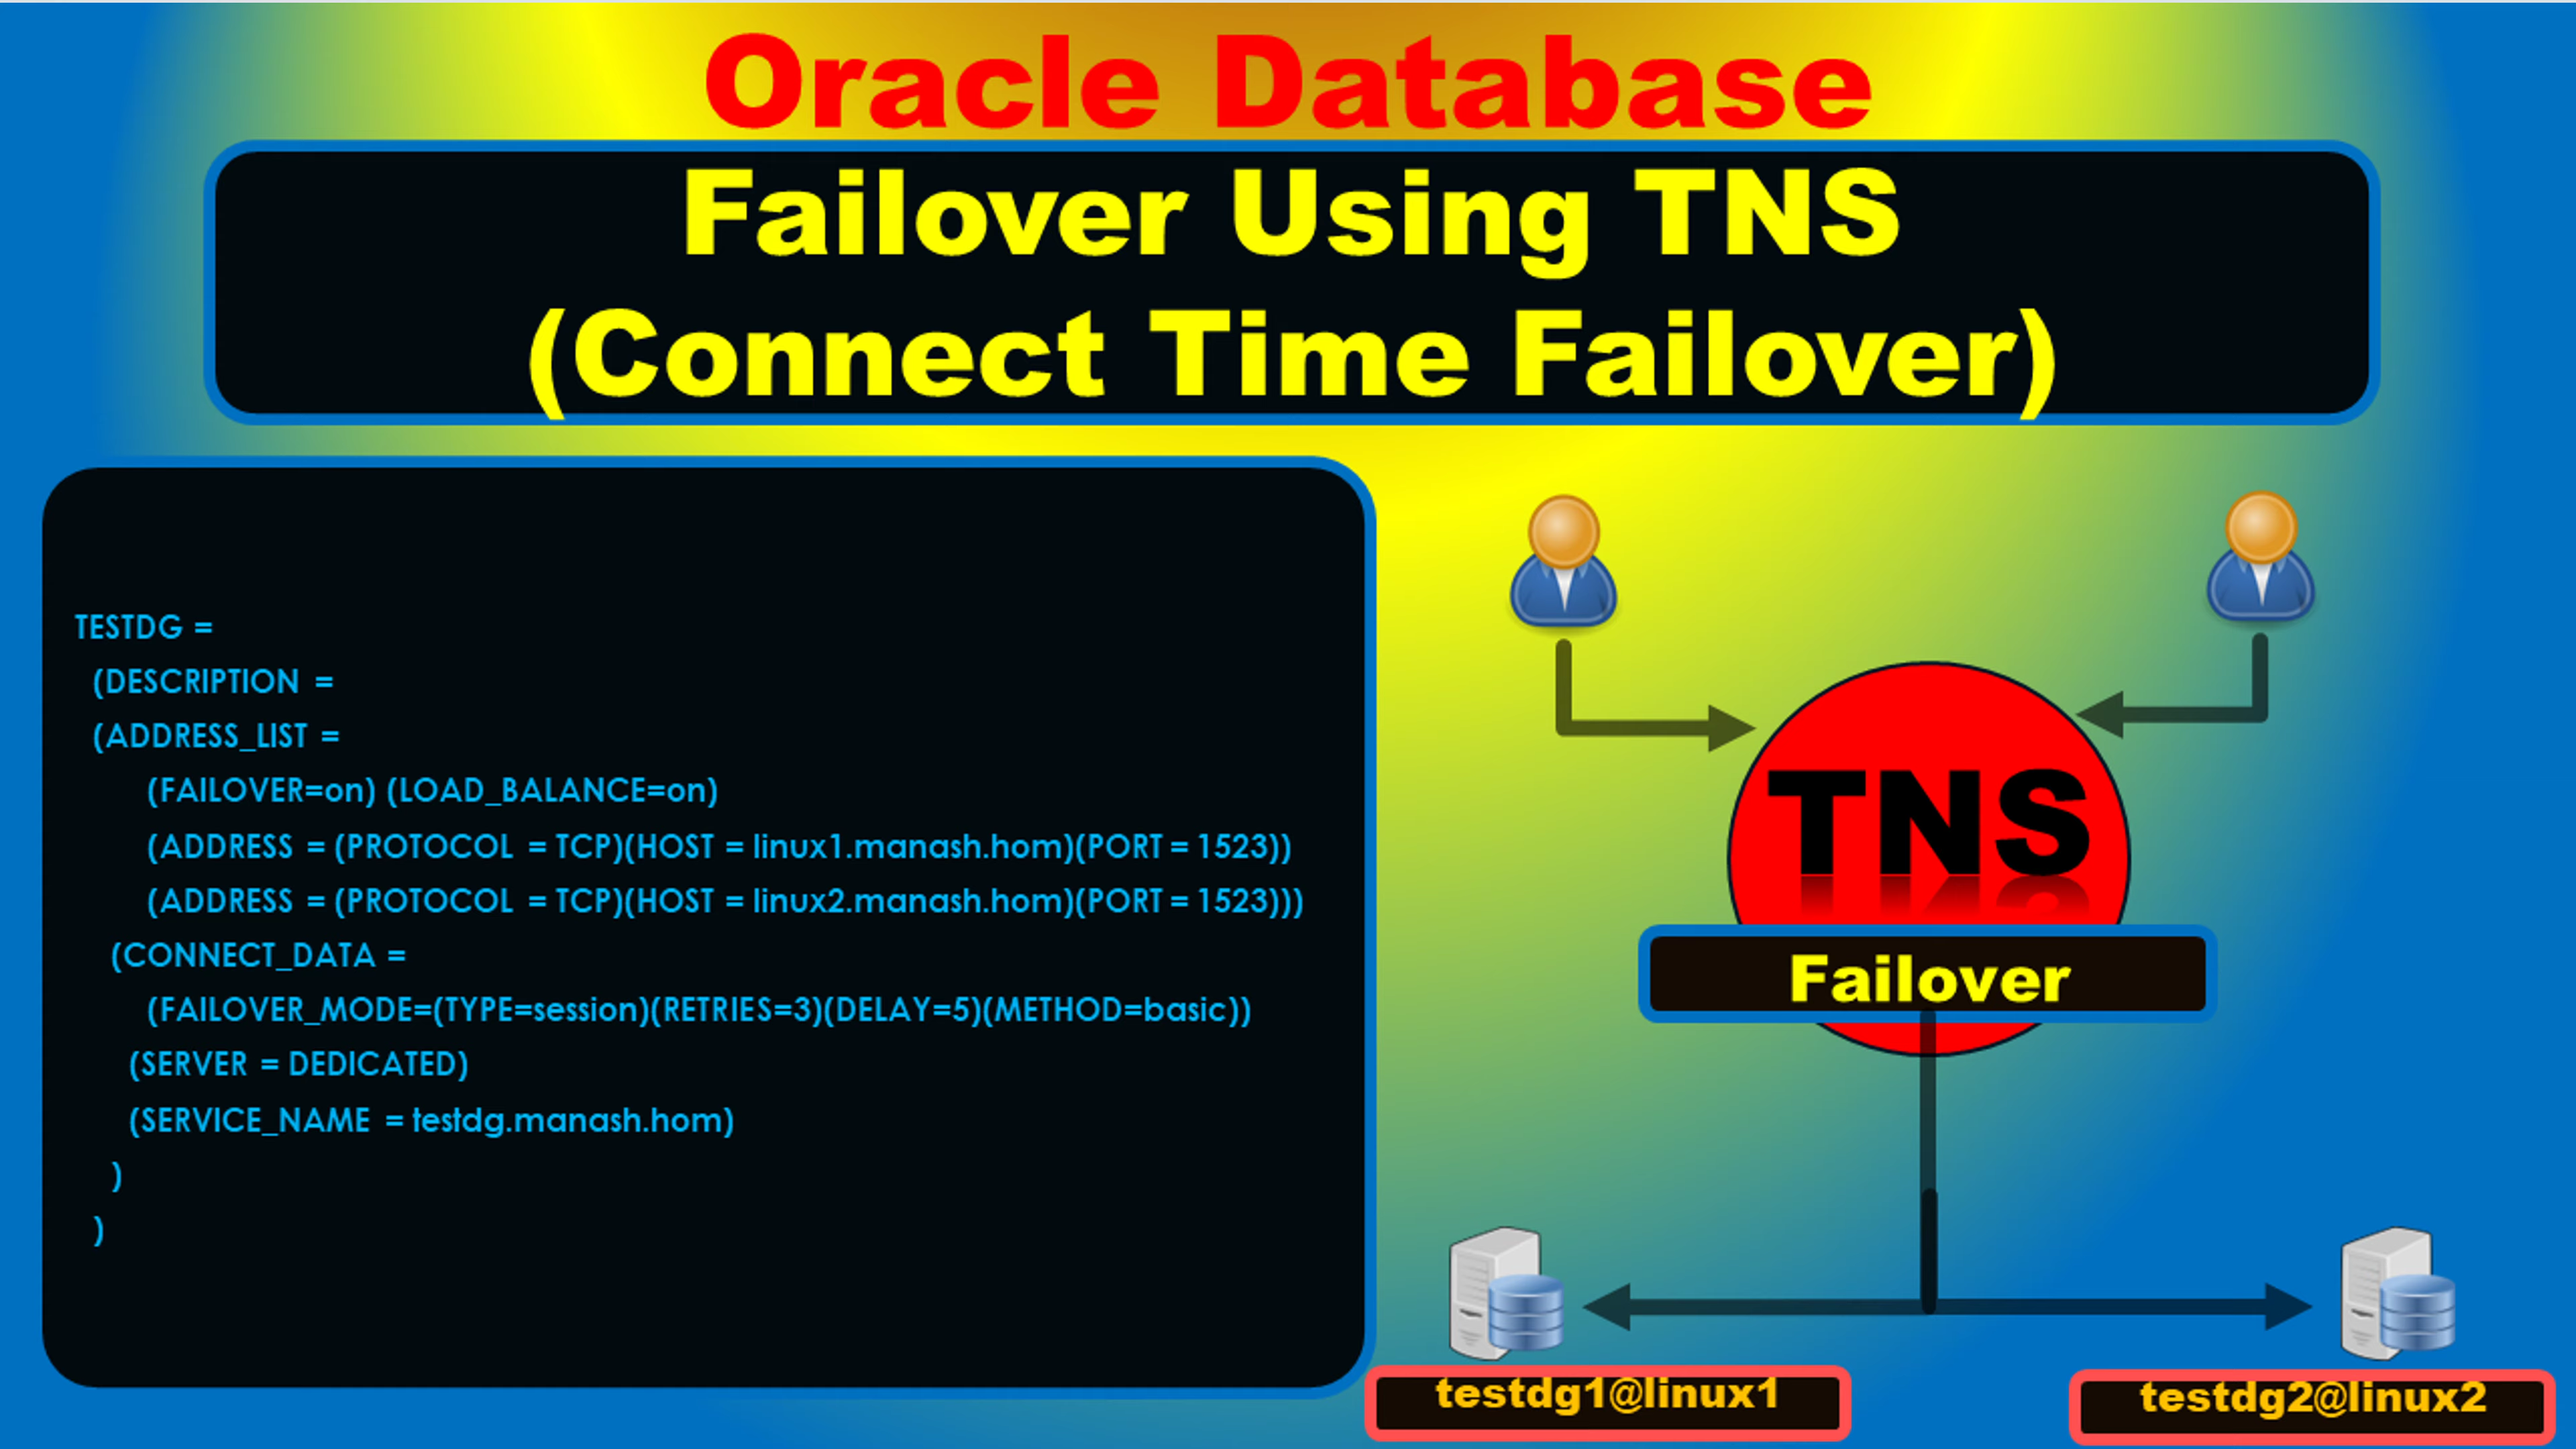 Oracle Database
Failover Using TNS
(Connect Time Failover)
TESTDG =
(DESCRIPTION =
(ADDRESS_LIST =
(FAILOVER=on) (LOAD_BALANCE=on)
(ADDRESS = (PROTOCOL = TCP)(HOST = linux1.manash.hom)(PORT = 1523))
(ADDRESS = (PROTOCOL = TCP)(HOST = linux2.manash.hom)(PORT = 1523)))
(CONNECT_DATA =
(FAILOVER_MODE=(TYPE=session)(RETRIES=3)(DELAY=5)(METHOD=basic))
(SERVER = DEDICATED)
(SERVICE_NAME = testdg.manash.hom)
)
)
TNS
Failover
testdg1@linux1
testdg2@linux2